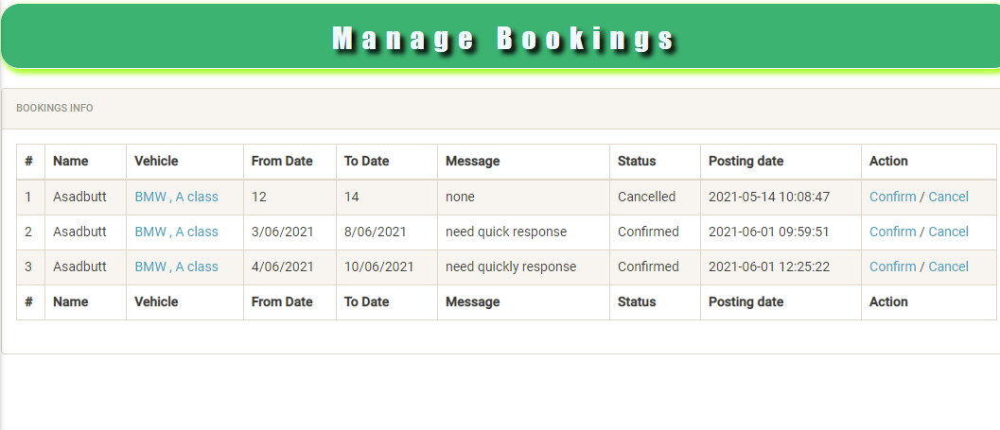 Manage Bookings
BOOKINGS INFO
# Name Vehicle From Date To Date Message Status Posting date Action
1 Asadbutt BMW , A class 12 14 none Cancelled 2021-05-14 10:08:47 Confirm / Cancel
2 Asadbutt BMW , A class 3/06/2021 8/06/2021 need quick response Confirmed 2021-06-01 09:59:51 Confirm / Cancel
3 Asadbutt BMW , A class 4/06/2021 10/06/2021 need quickly response Confirmed 2021-06-01 12:25:22 Confirm / Cancel
# Name Vehicle From Date To Date Message Status Posting date Action